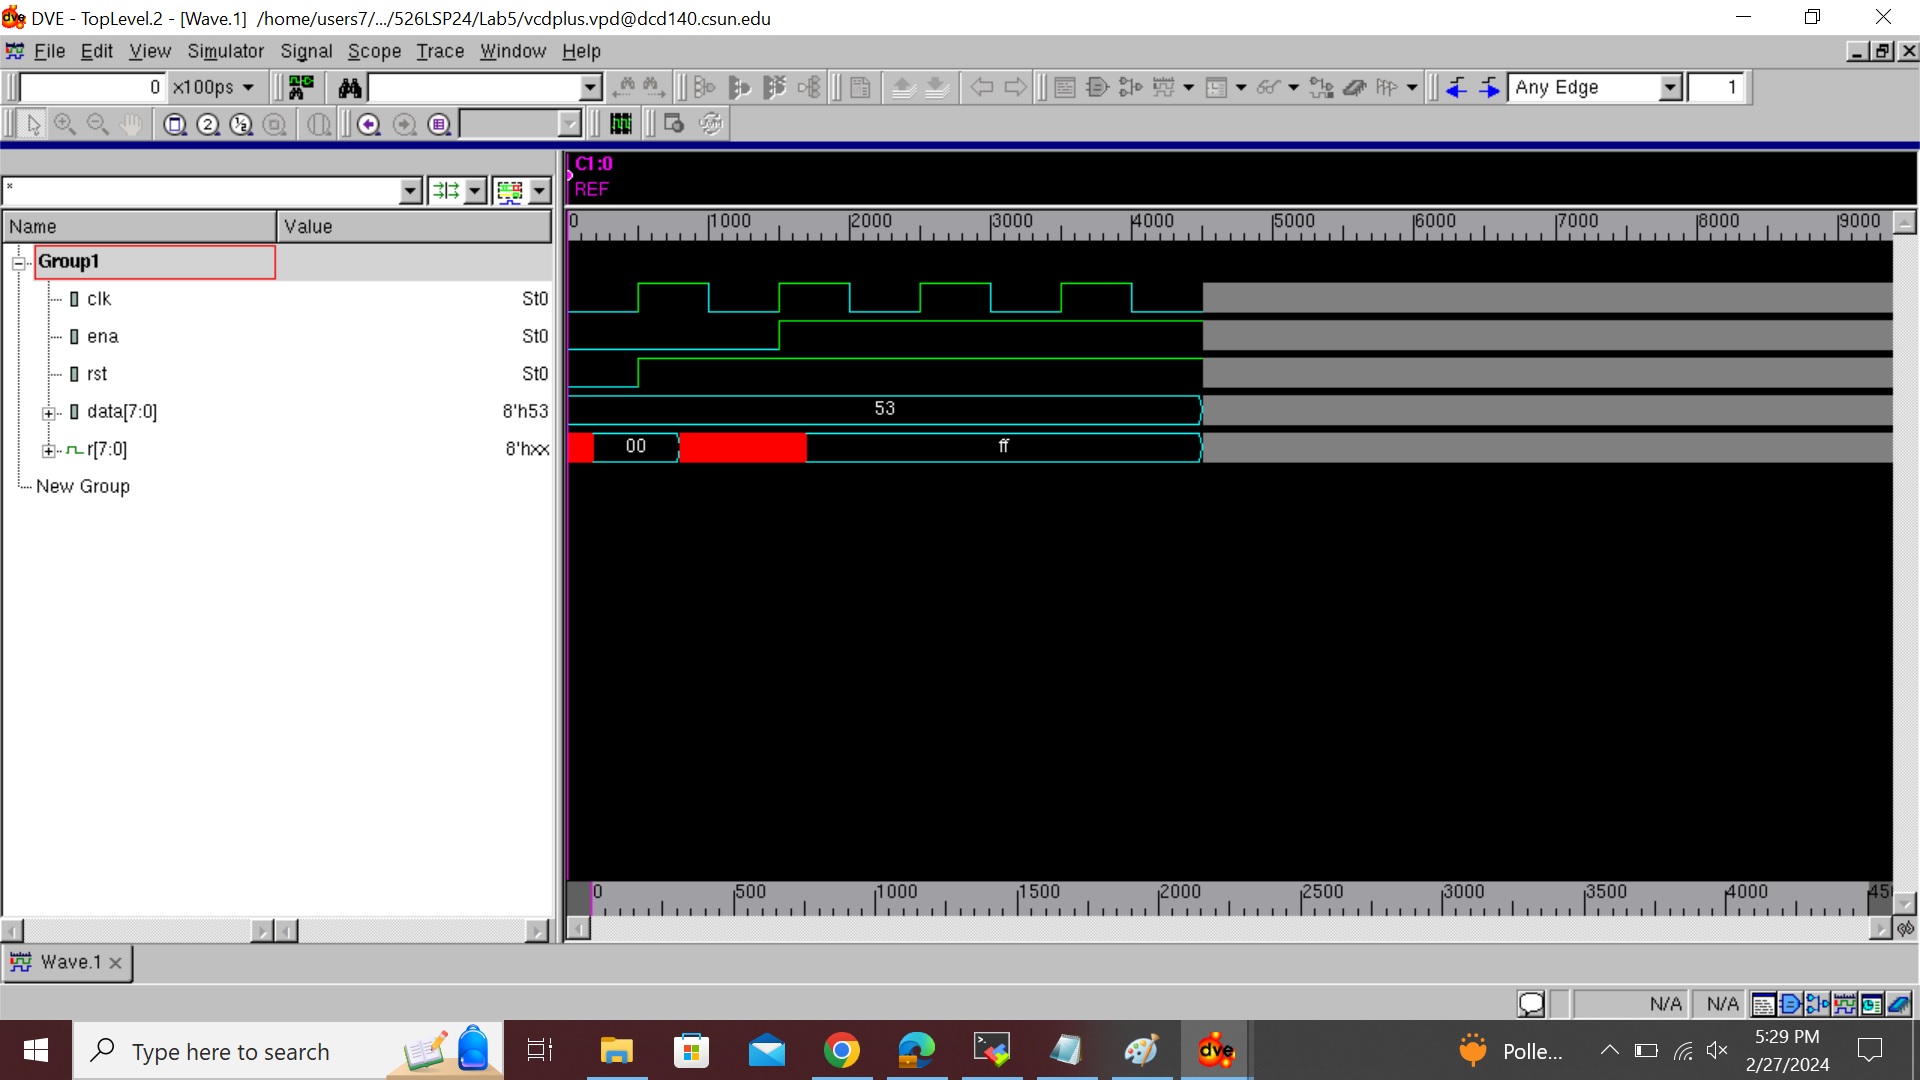 DVE - TopLevel.2 - [Wave.1] /home/users7/.../526LSP24/Lab5/vcdplus.vpd@dcd140.csun.edu
File Edit View Simulator Signal Scope Trace Window Help
0 x100ps Any Edge 1
C1:0
REF
*
Name Value
0 1000 2000 3000 4000 5000 6000 7000 8000 9000
Group1
clk St0
ena St0
rst St0
data[7:0] 8'h53 53
r[7:0] 8'hxx 00 ff
New Group
0 500 1000 1500 2000 2500 3000 3500 4000 45
Wave.1
N/A N/A
Type here to search
dve
Polle...
5:29 PM
2/27/2024